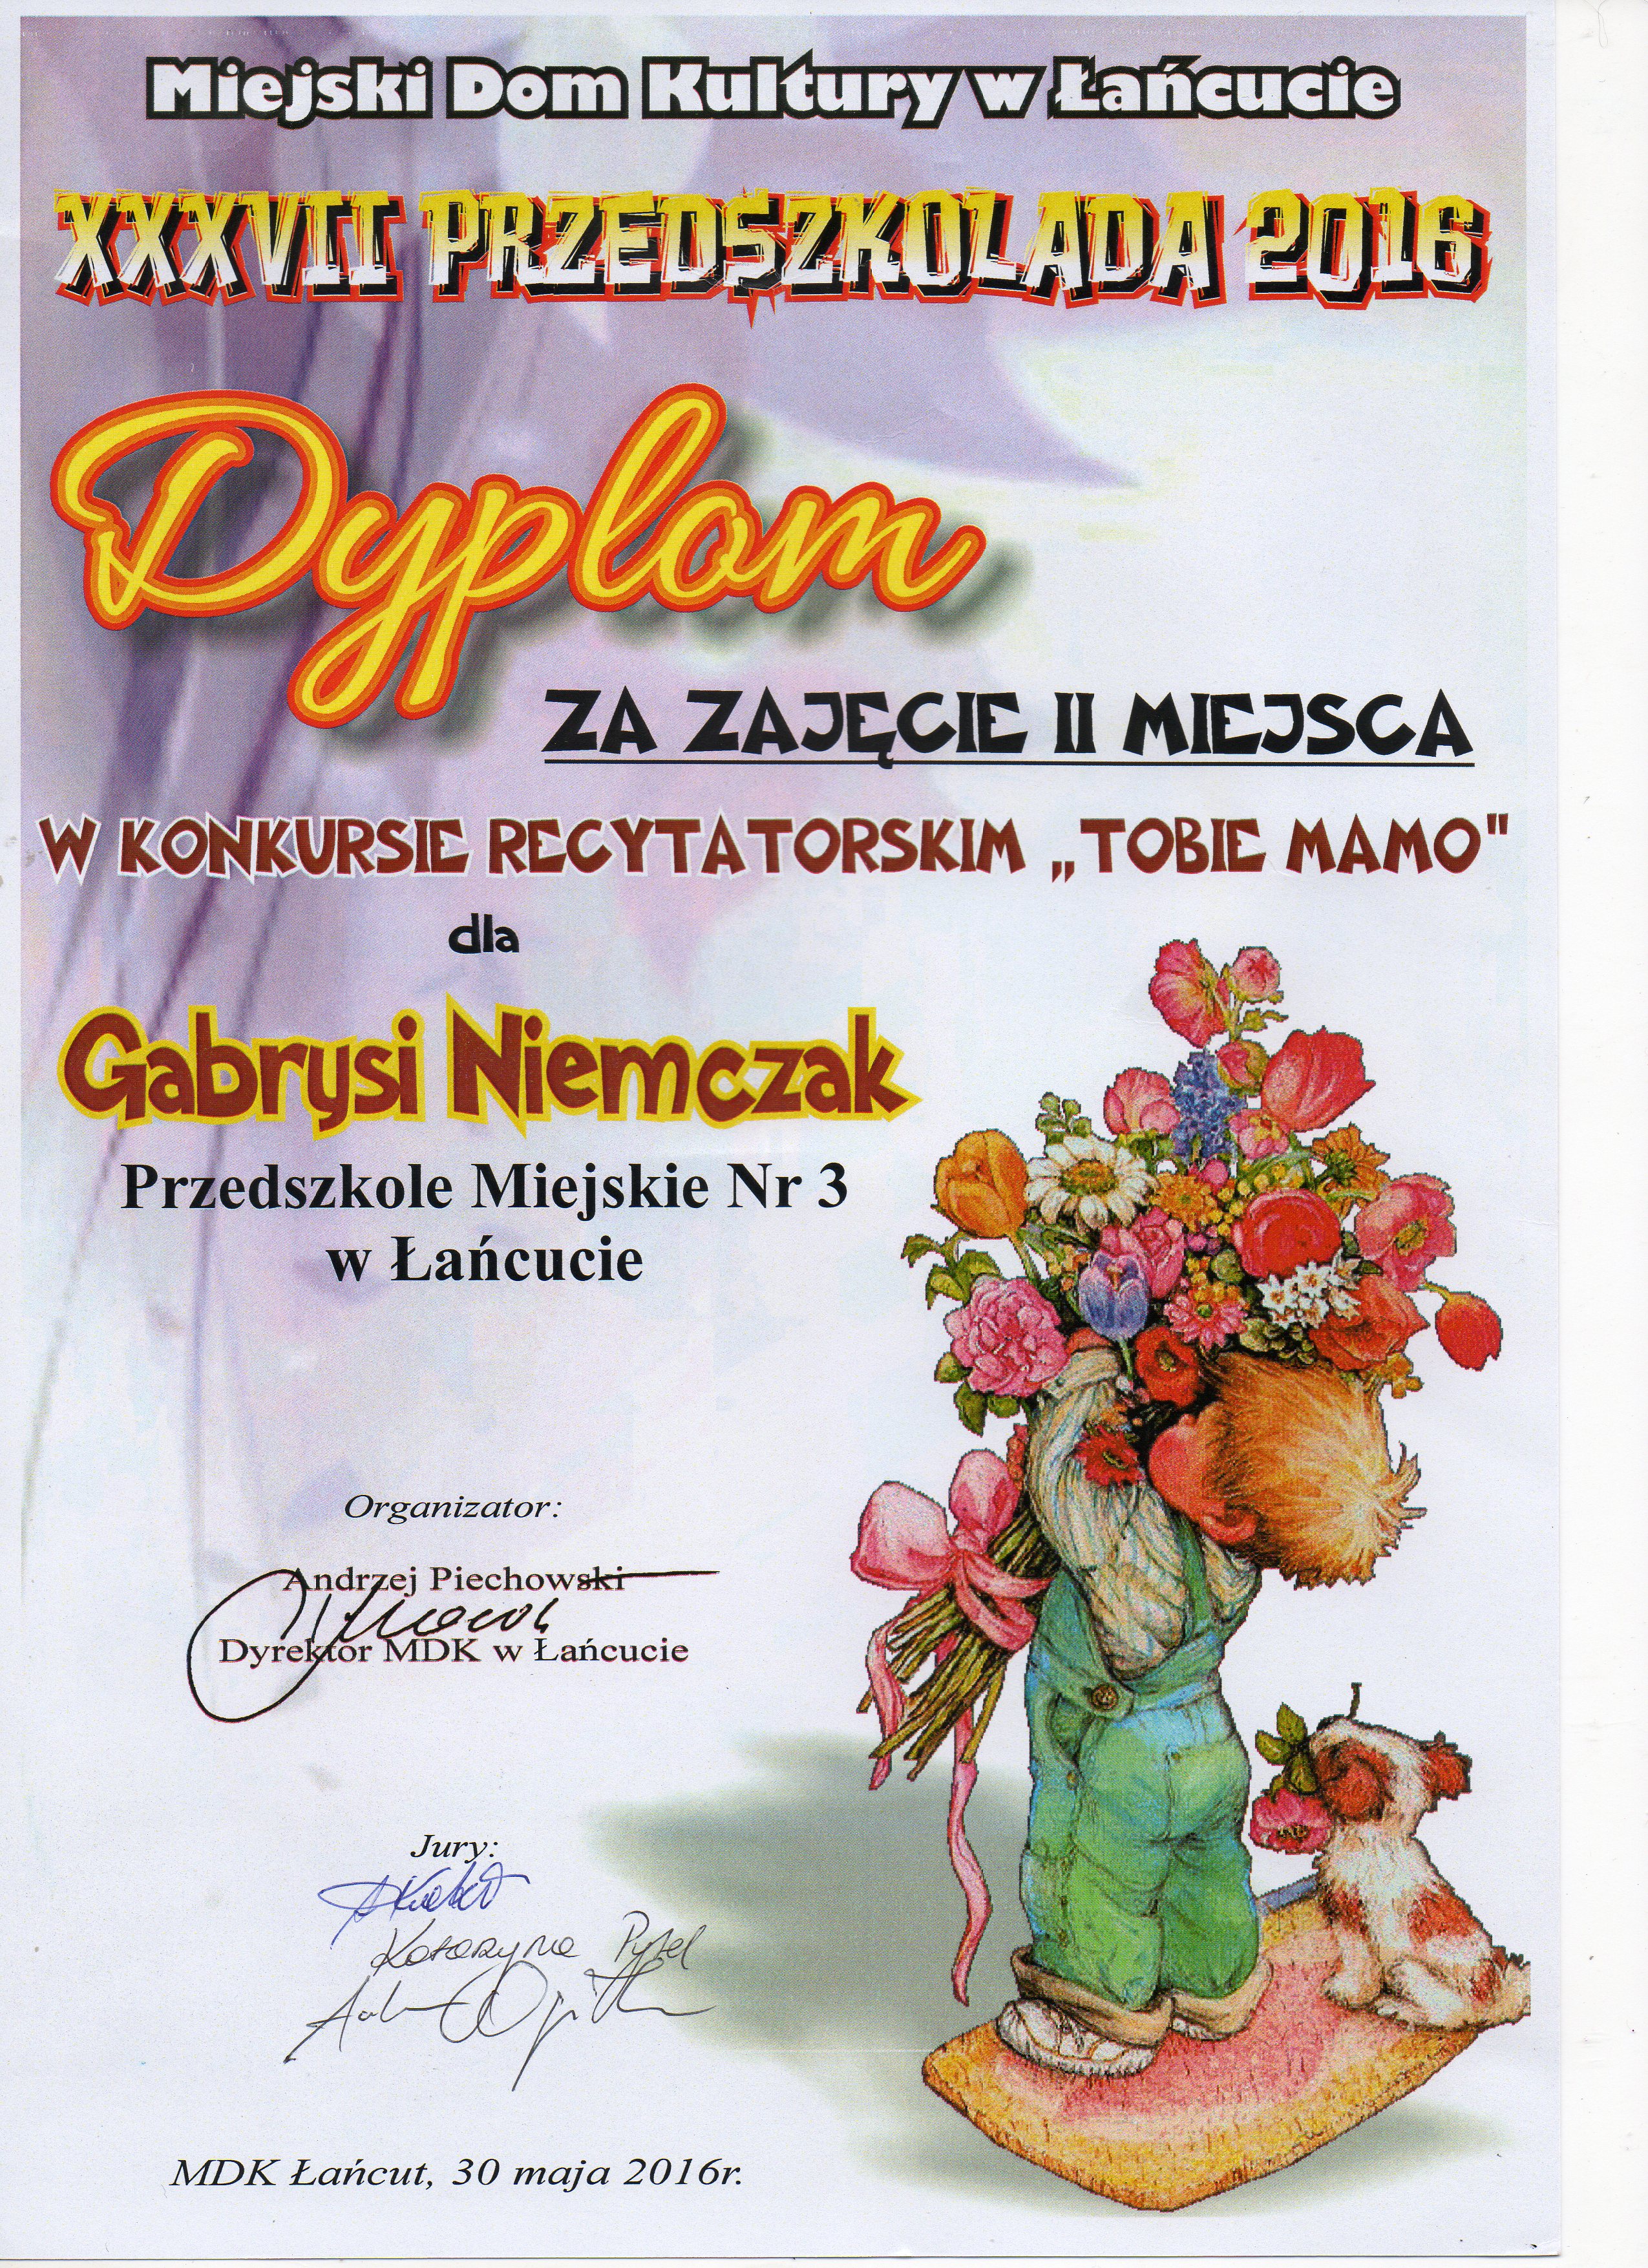 Miejski Dom Kultury w Łańcucie
XXXVII PRZEDSZKOLADA 2016
Dyplom
ZA ZAJĘCIE II MIEJSCA
W KONKURSIE RECYTATORSKIM „TOBIE MAMO"
dla
Gabrysi Niemczak
Przedszkole Miejskie Nr 3
w Łańcucie
Organizator:
Andrzej Piechowski
Dyrektor MDK w Łańcucie
Jury:
Katarzyna Pysel
MDK Łańcut, 30 maja 2016r.